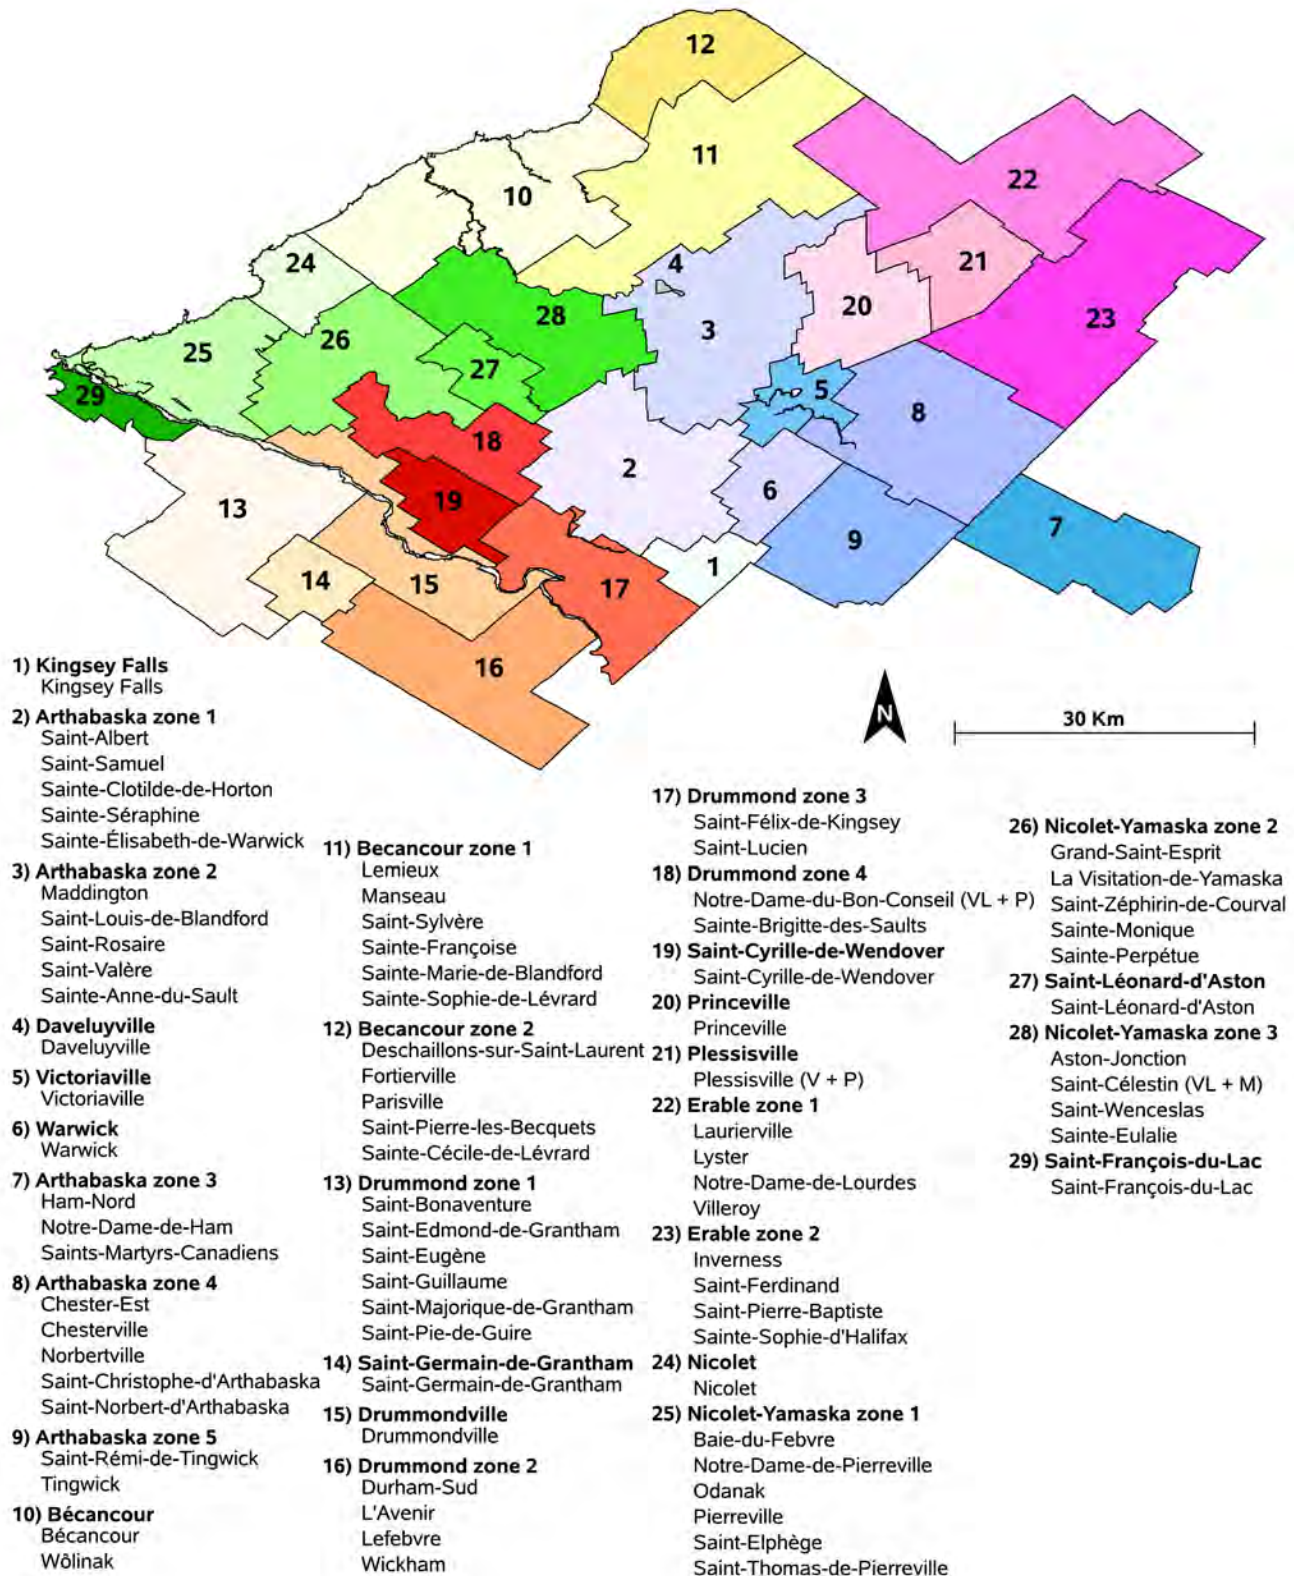 12
11
10
22
24
4
21
20
23
28
3
26
25
27
5
29
8
18
2
6
19
13
7
9
1
14
15
17
16
N
30 Km
1) Kingsey Falls
Kingsey Falls
2) Arthabaska zone 1
Saint-Albert
Saint-Samuel
Sainte-Clotilde-de-Horton
Sainte-Séraphine
Sainte-Élisabeth-de-Warwick
3) Arthabaska zone 2
Maddington
Saint-Louis-de-Blandford
Saint-Rosaire
Saint-Valère
Sainte-Anne-du-Sault
4) Daveluyville
Daveluyville
5) Victoriaville
Victoriaville
6) Warwick
Warwick
7) Arthabaska zone 3
Ham-Nord
Notre-Dame-de-Ham
Saints-Martyrs-Canadiens
8) Arthabaska zone 4
Chester-Est
Chesterville
Norbertville
Saint-Christophe-d'Arthabaska
Saint-Norbert-d'Arthabaska
9) Arthabaska zone 5
Saint-Rémi-de-Tingwick
Tingwick
10) Bécancour
Bécancour
Wôlinak
11) Becancour zone 1
Lemieux
Manseau
Saint-Sylvère
Sainte-Françoise
Sainte-Marie-de-Blandford
Sainte-Sophie-de-Lévrard
12) Becancour zone 2
Deschaillons-sur-Saint-Laurent
Fortierville
Parisville
Saint-Pierre-les-Becquets
Sainte-Cécile-de-Lévrard
13) Drummond zone 1
Saint-Bonaventure
Saint-Edmond-de-Grantham
Saint-Eugène
Saint-Guillaume
Saint-Majorique-de-Grantham
Saint-Pie-de-Guire
14) Saint-Germain-de-Grantham
Saint-Germain-de-Grantham
15) Drummondville
Drummondville
16) Drummond zone 2
Durham-Sud
L'Avenir
Lefebvre
Wickham
17) Drummond zone 3
Saint-Félix-de-Kingsey
Saint-Lucien
18) Drummond zone 4
Notre-Dame-du-Bon-Conseil (VL + P)
Sainte-Brigitte-des-Saults
19) Saint-Cyrille-de-Wendover
Saint-Cyrille-de-Wendover
20) Princeville
Princeville
21) Plessisville
Plessisville (V + P)
22) Erable zone 1
Laurierville
Lyster
Notre-Dame-de-Lourdes
Villeroy
23) Erable zone 2
Inverness
Saint-Ferdinand
Saint-Pierre-Baptiste
Sainte-Sophie-d'Halifax
24) Nicolet
Nicolet
25) Nicolet-Yamaska zone 1
Baie-du-Febvre
Notre-Dame-de-Pierreville
Odanak
Pierreville
Saint-Elphège
Saint-Thomas-de-Pierreville
26) Nicolet-Yamaska zone 2
Grand-Saint-Esprit
La Visitation-de-Yamaska
Saint-Zéphirin-de-Courval
Sainte-Monique
Sainte-Perpétue
27) Saint-Léonard-d'Aston
Saint-Léonard-d'Aston
28) Nicolet-Yamaska zone 3
Aston-Jonction
Saint-Célestin (VL + M)
Saint-Wenceslas
Sainte-Eulalie
29) Saint-François-du-Lac
Saint-François-du-Lac